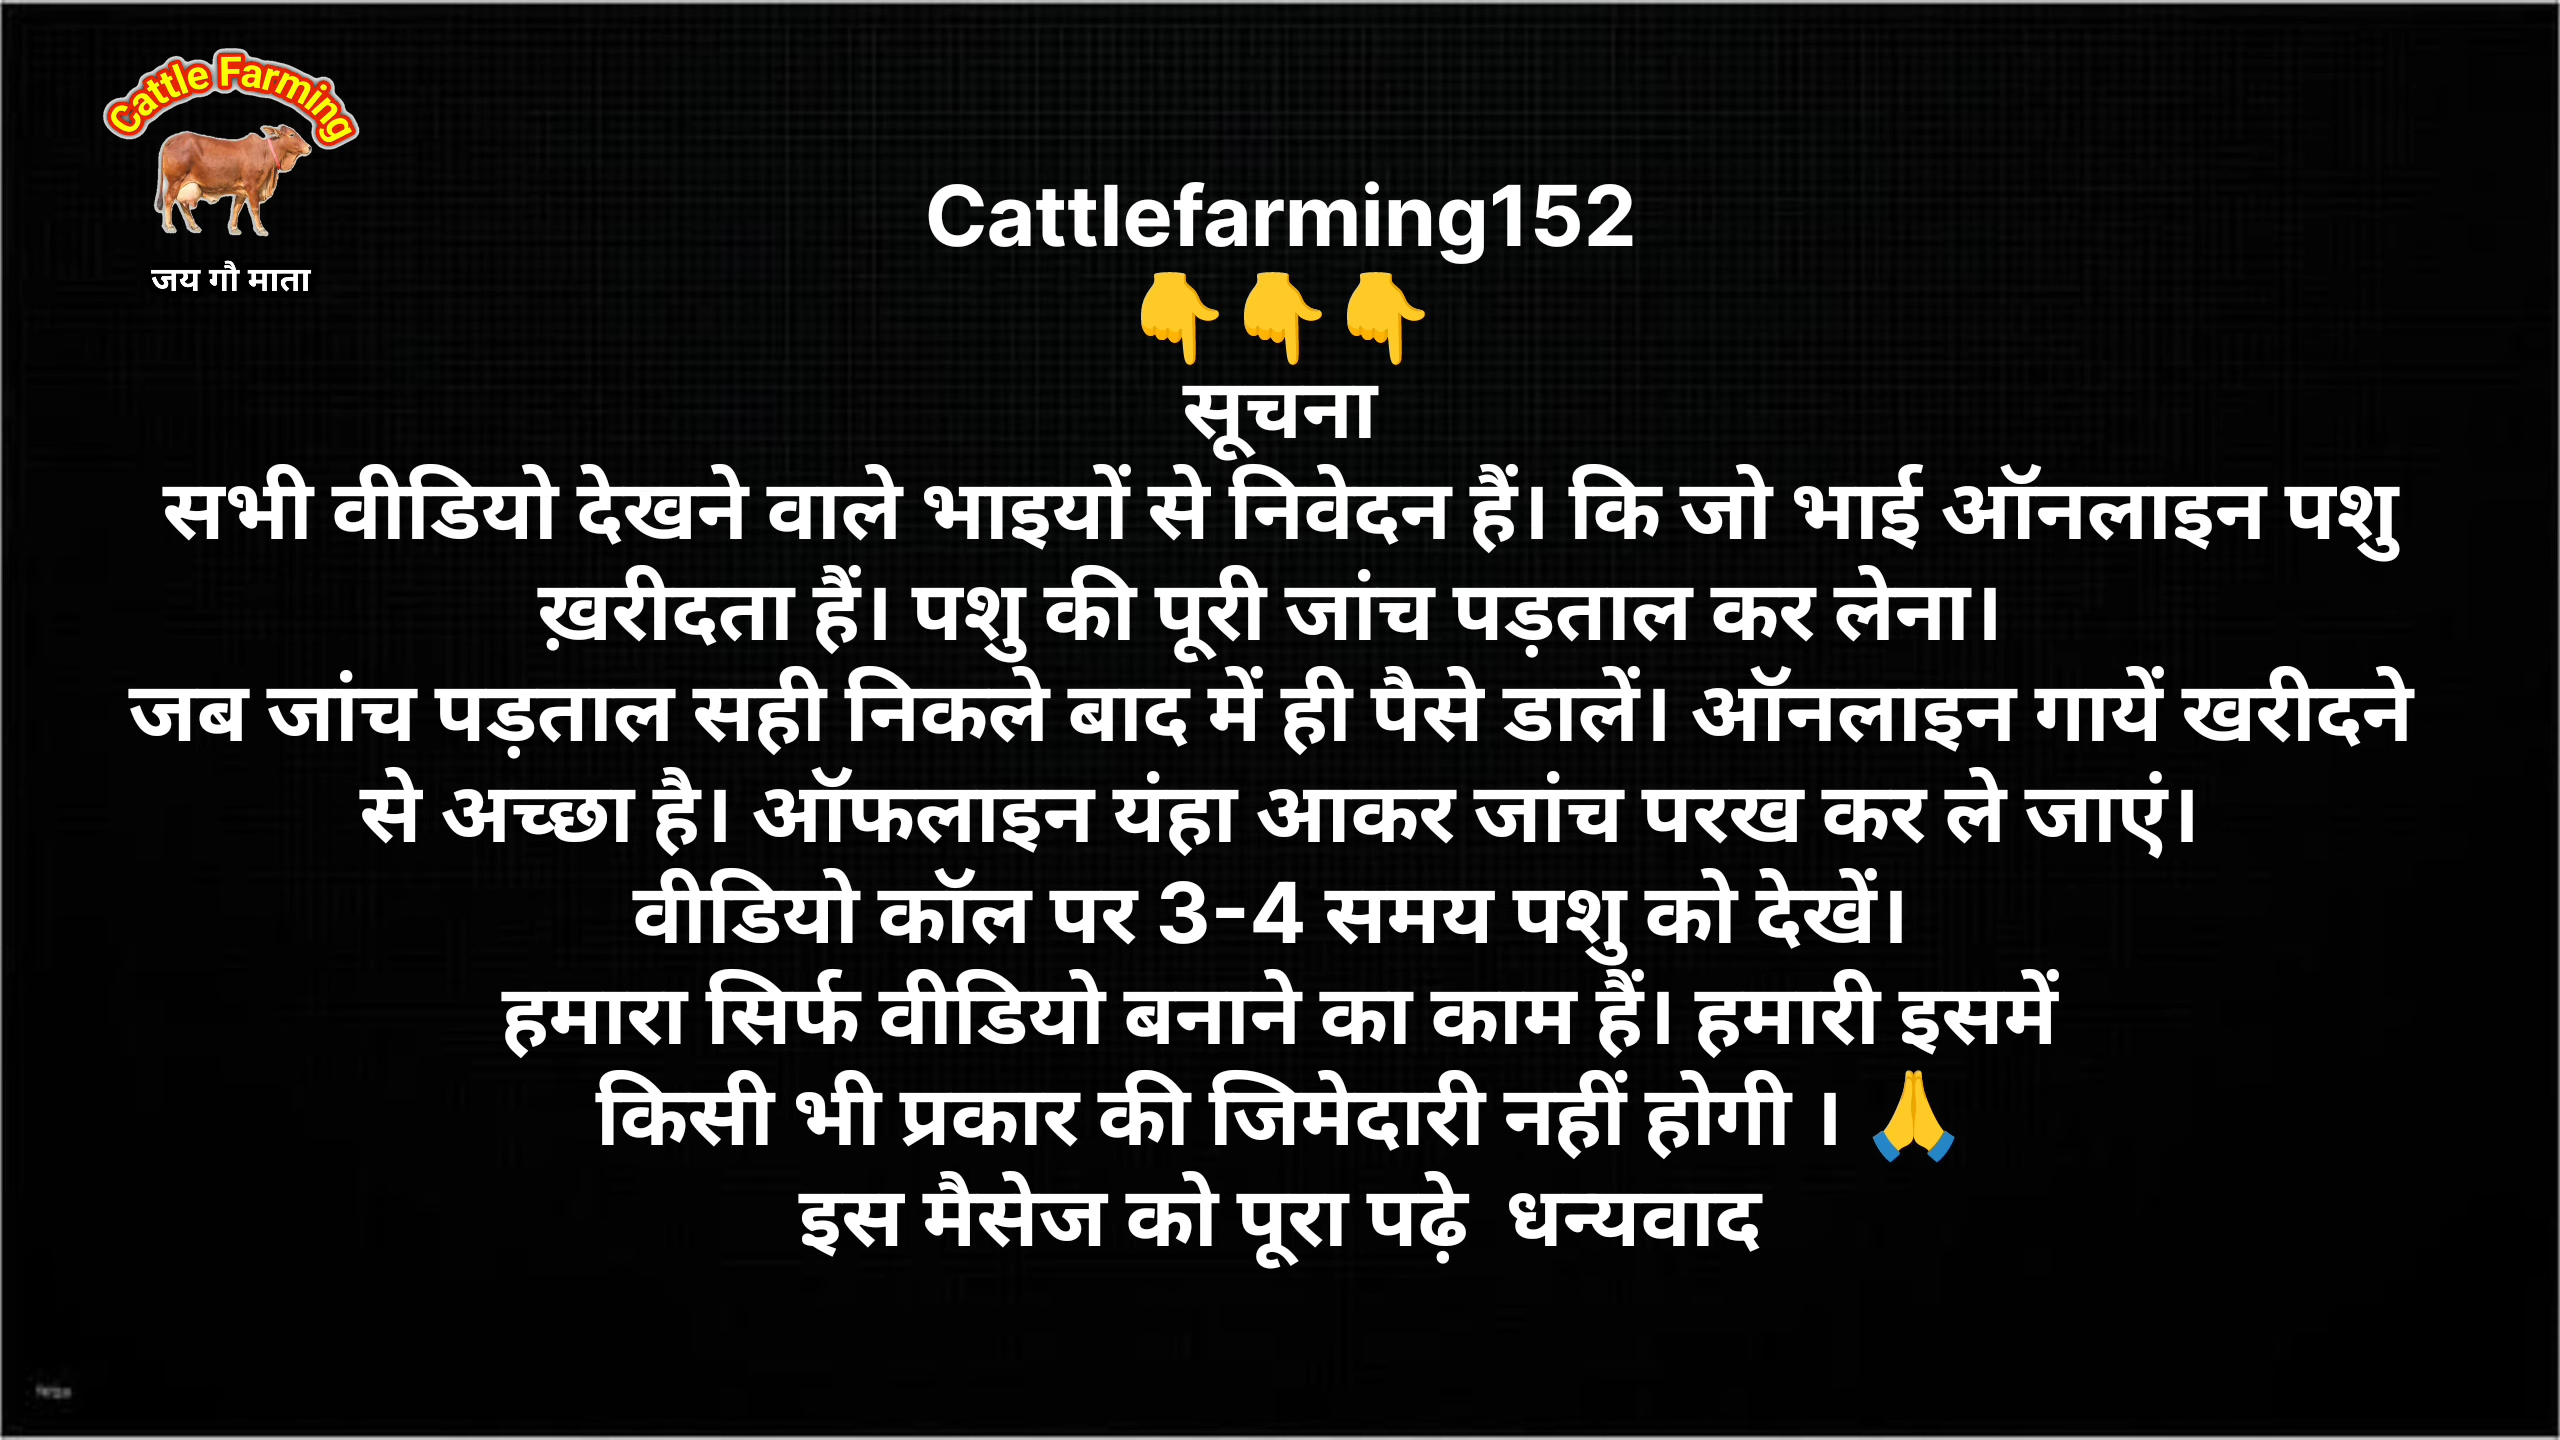 Cattle Farming
जय गौ माता
Cattlefarming152
👇👇👇
सूचना
सभी वीडियो देखने वाले भाइयों से निवेदन हैं। कि जो भाई ऑनलाइन पशु
ख़रीदता हैं। पशु की पूरी जांच पड़ताल कर लेना।
जब जांच पड़ताल सही निकले बाद में ही पैसे डालें। ऑनलाइन गायें खरीदने
से अच्छा है। ऑफलाइन यंहा आकर जांच परख कर ले जाएं।
वीडियो कॉल पर 3-4 समय पशु को देखें।
हमारा सिर्फ वीडियो बनाने का काम हैं। हमारी इसमें
किसी भी प्रकार की जिमेदारी नहीं होगी । 🙏
इस मैसेज को पूरा पढ़े धन्यवाद